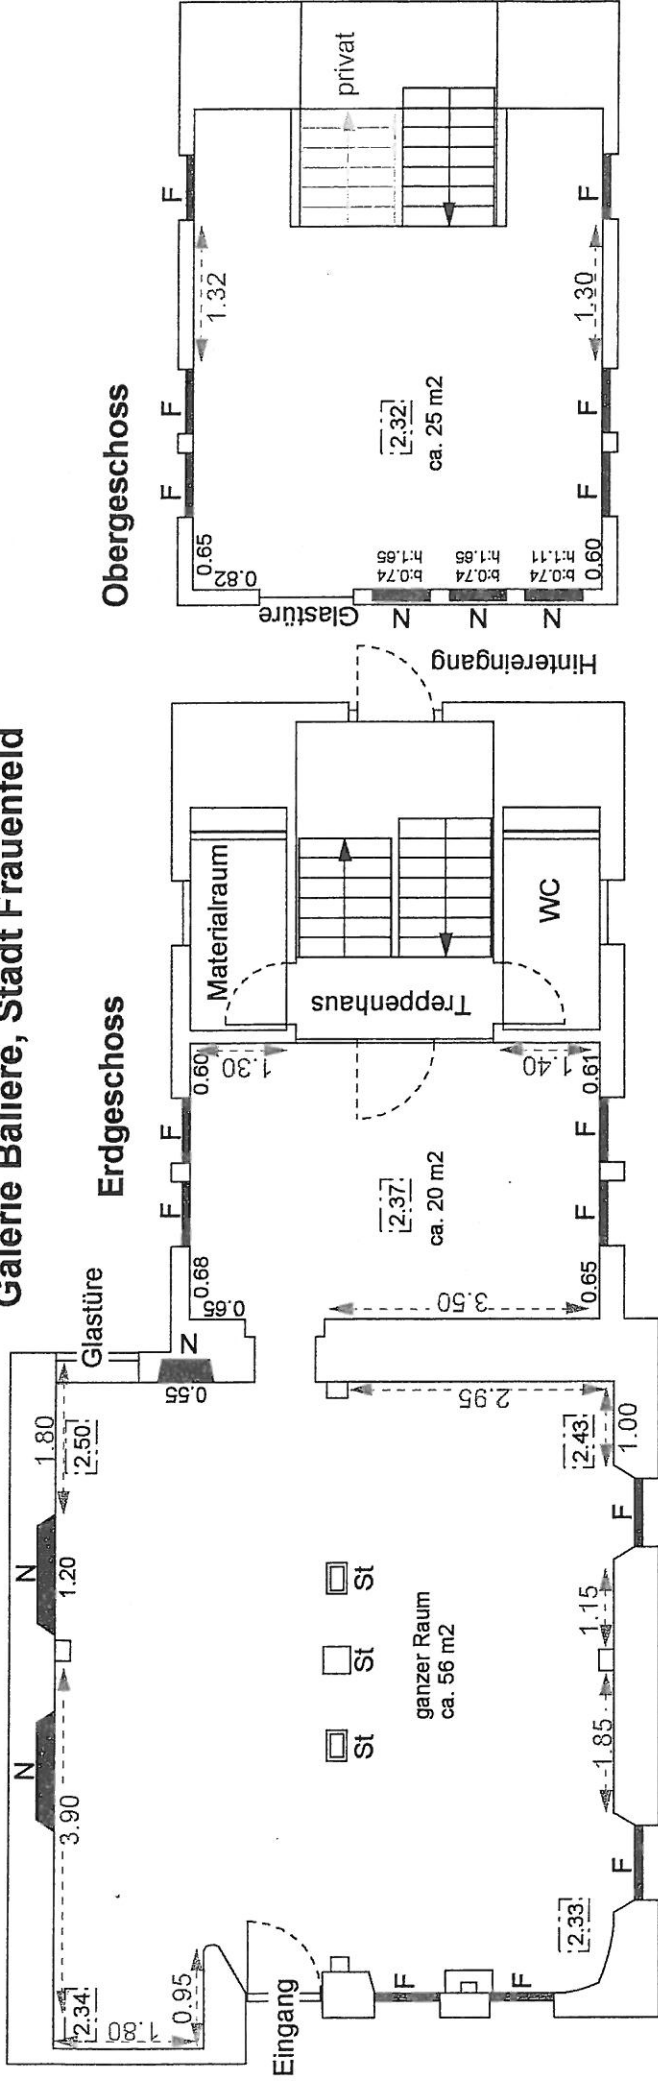 Galerie Baliere, Stadt Frauenfeld
Erdgeschoss
Obergeschoss
N
N
3.90
1.20
1.80
2.34
2.50
Glastüre
1.80
0.95
N
0.55
Eingang
St
St
St
ganzer Raum
ca. 56 m2
2.95
F
F
2.33
F
1.85
1.15
F
2.43
1.00
F
F
0.68
0.65
0.60
1.30
2.37
ca. 20 m2
3.50
0.65
F
F
1.40
0.61
Materialraum
Treppenhaus
WC
Hintereingang
F
F
F
0.65
0.82
1.32
Glastüre
N
b:0.74
h:1.65
N
b:0.74
h:1.65
N
b:0.74
h:1.11
0.60
2.32
ca. 25 m2
privat
1.30
F
F
F